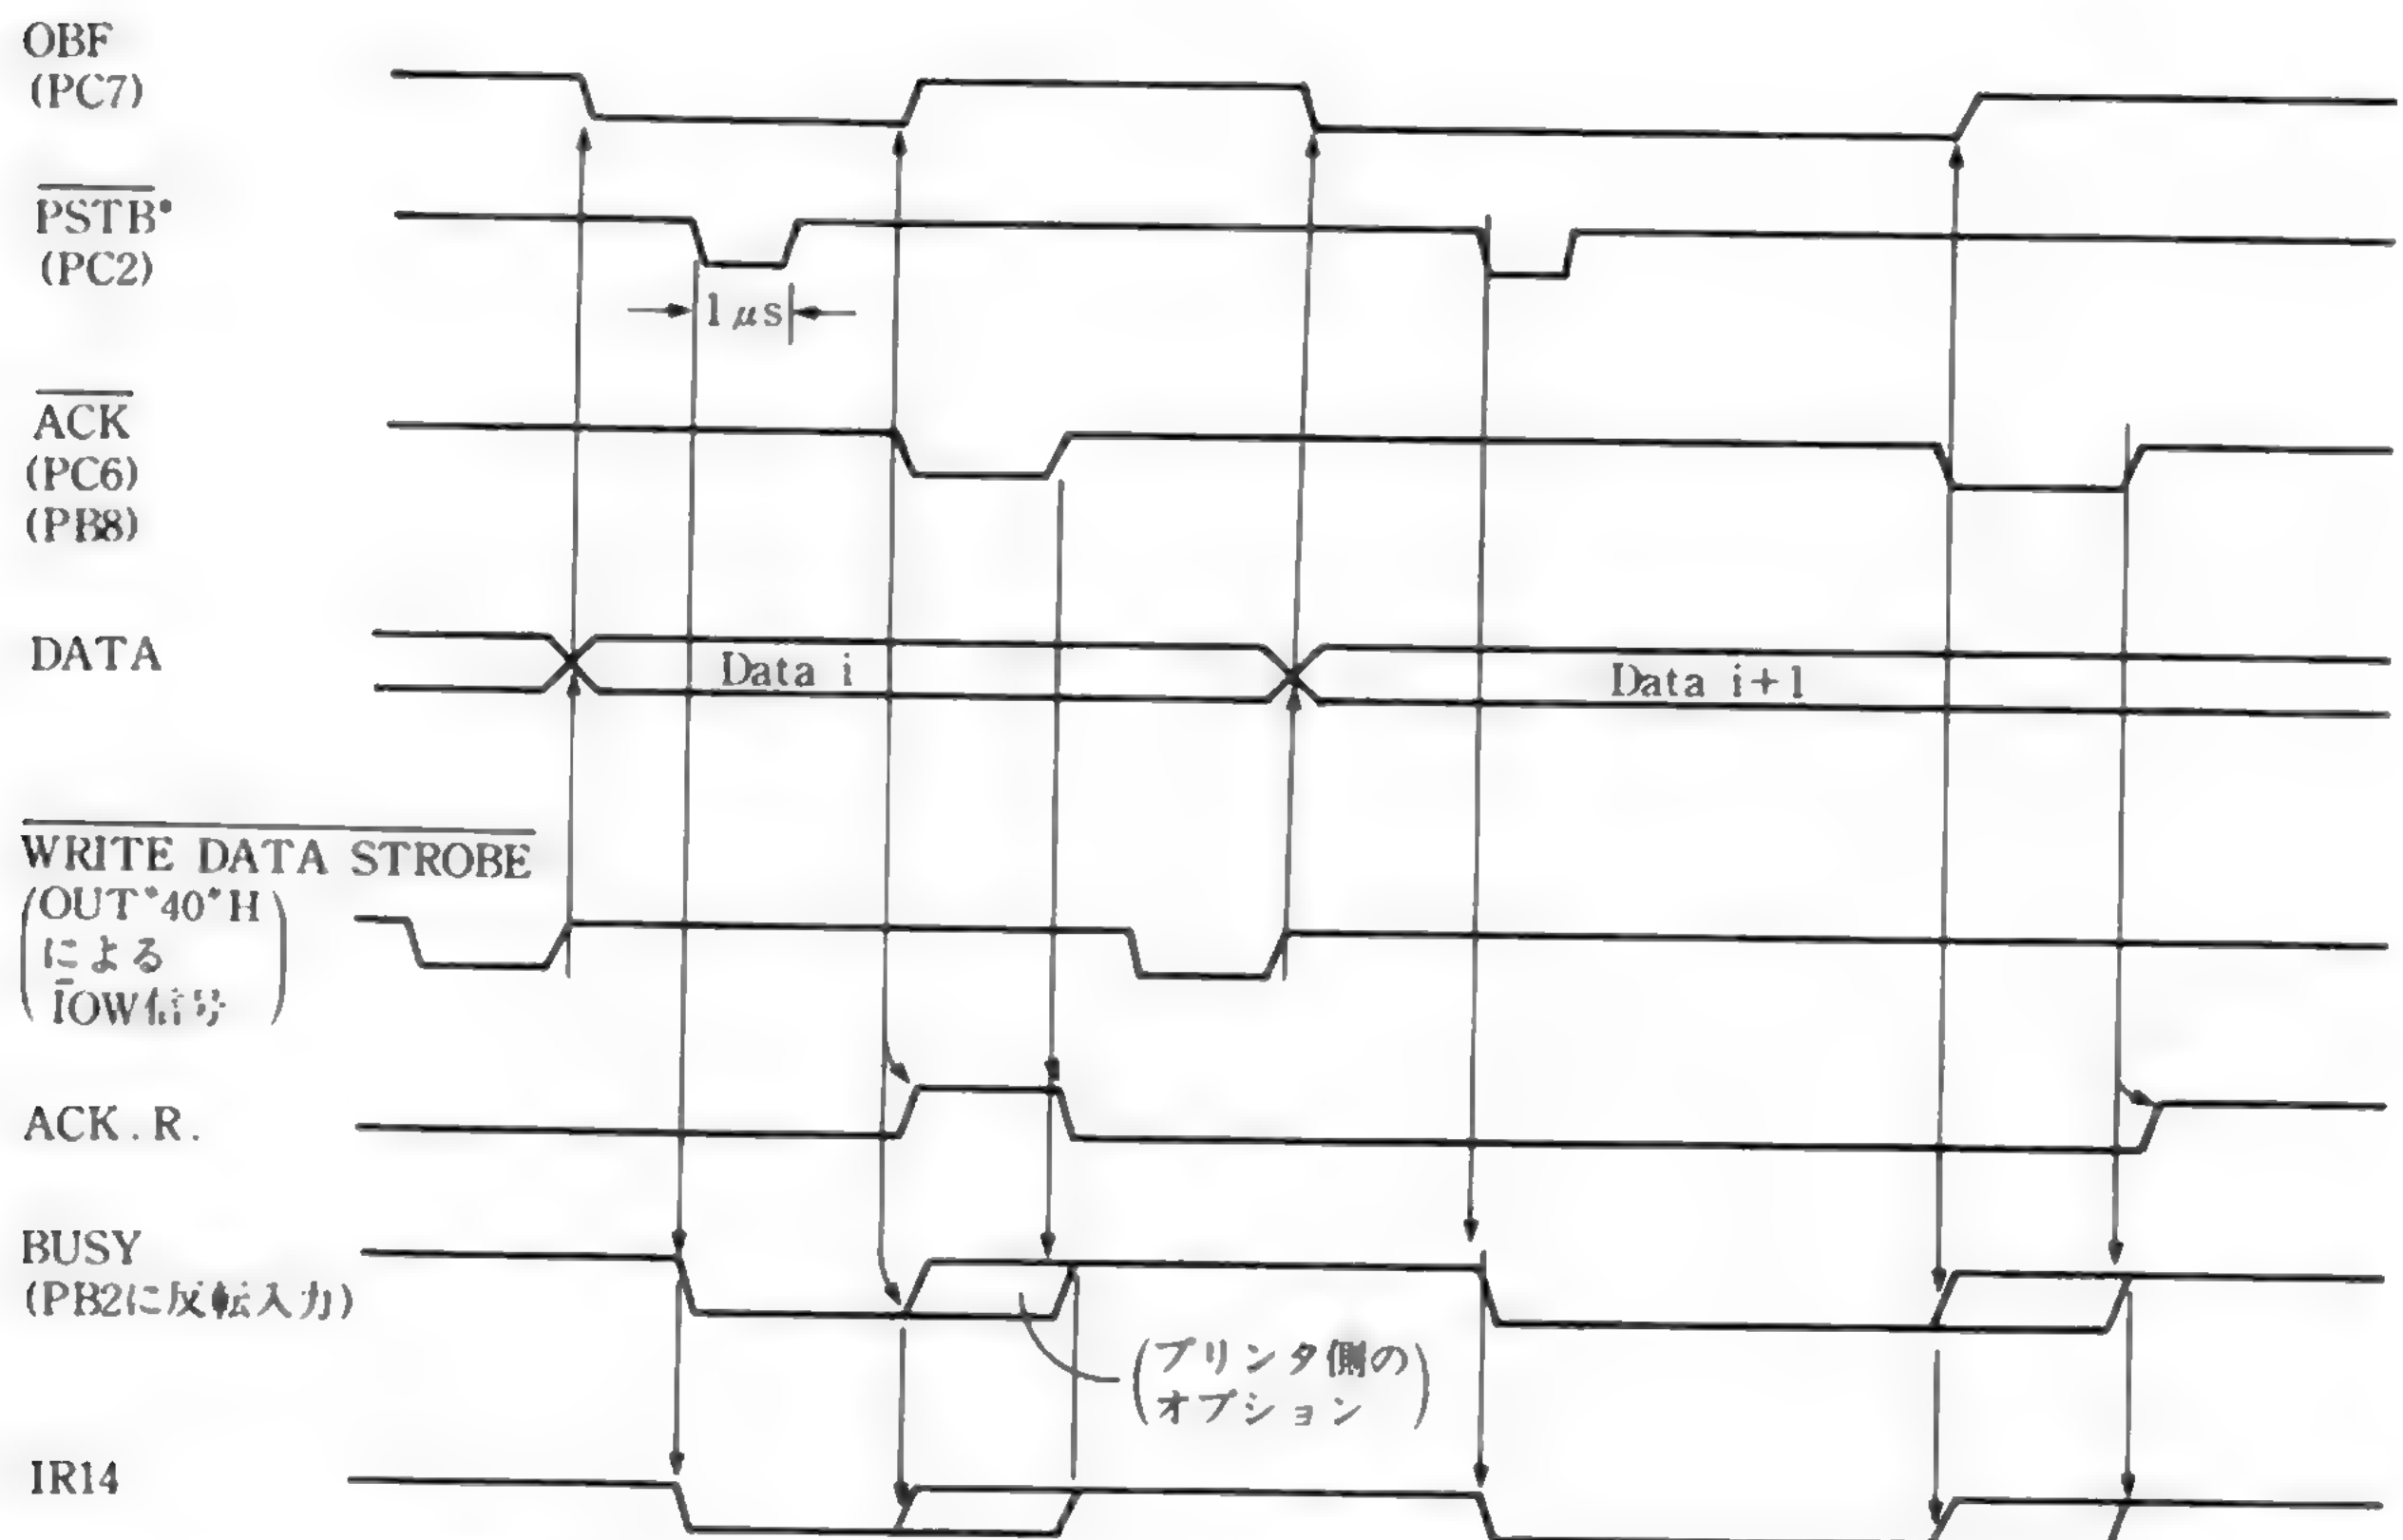 OBF
(PC7)
PSTB*
(PC2)
1μs
ACK
(PC6)
(PB8)
DATA
Data i
Data i+1
WRITE DATA STROBE
(OUT"40"H
による
IOW信号)
ACK.R.
BUSY
(PB2に反転入力)
(プリンタ側の
オプション)
IR14